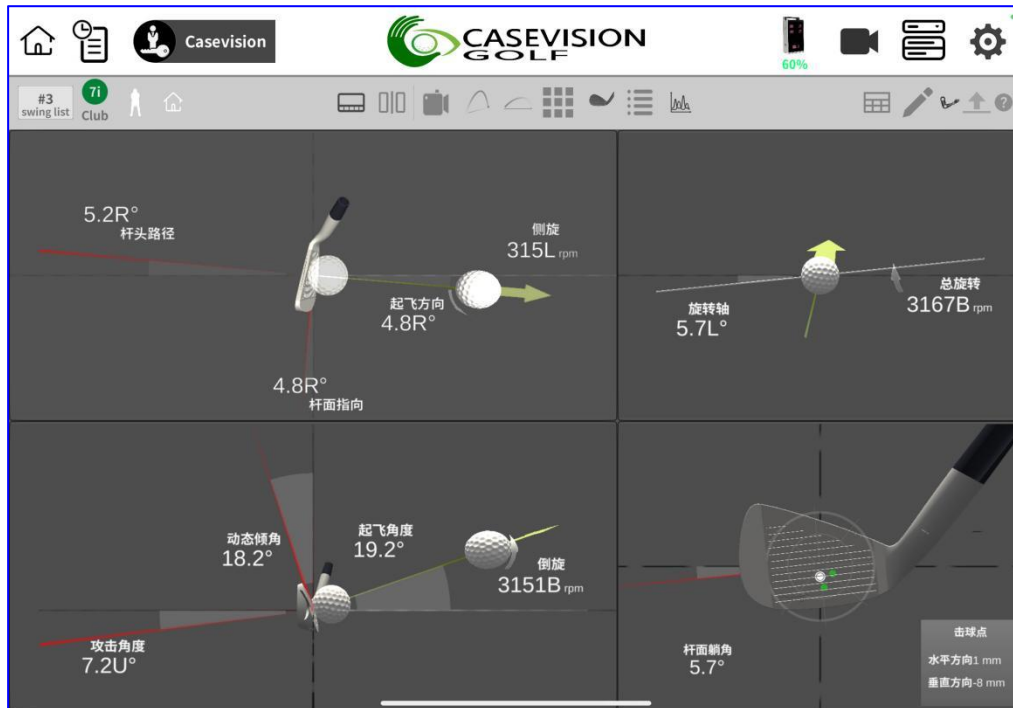 Casevision
CASEVISION
GOLF
60%
#3
swing list
7i
Club
?
5.2R°
杆头路径
侧旋
315L rpm
起飞方向
4.8R°
4.8R°
杆面指向
旋转轴
5.7L°
总旋转
3167B rpm
动态倾角
18.2°
起飞角度
19.2°
倒旋
3151B rpm
攻击角度
7.2U°
杆面躺角
5.7°
击球点
水平方向1 mm
垂直方向-8 mm